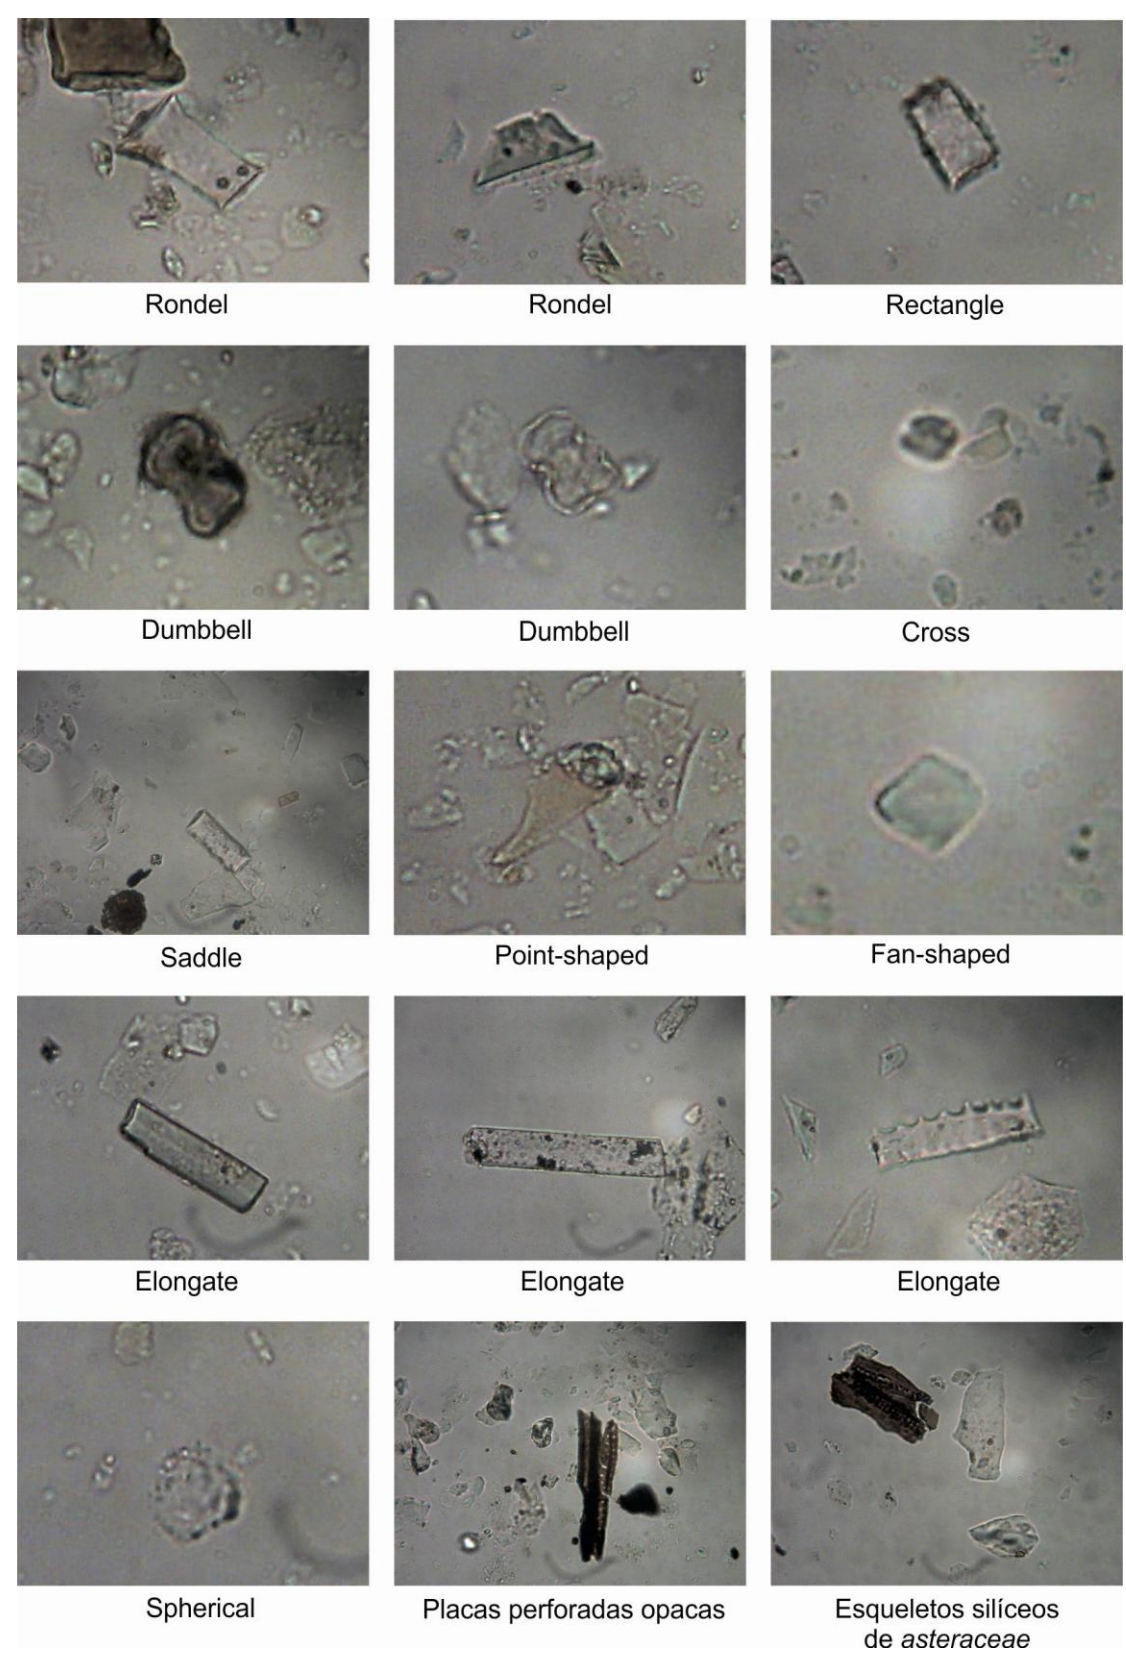 Rondel
Rondel
Rectangle
Dumbbell
Dumbbell
Cross
Saddle
Point-shaped
Fan-shaped
Elongate
Elongate
Elongate
Spherical
Placas perforadas opacas
Esqueletos silíceos
de asteraceae